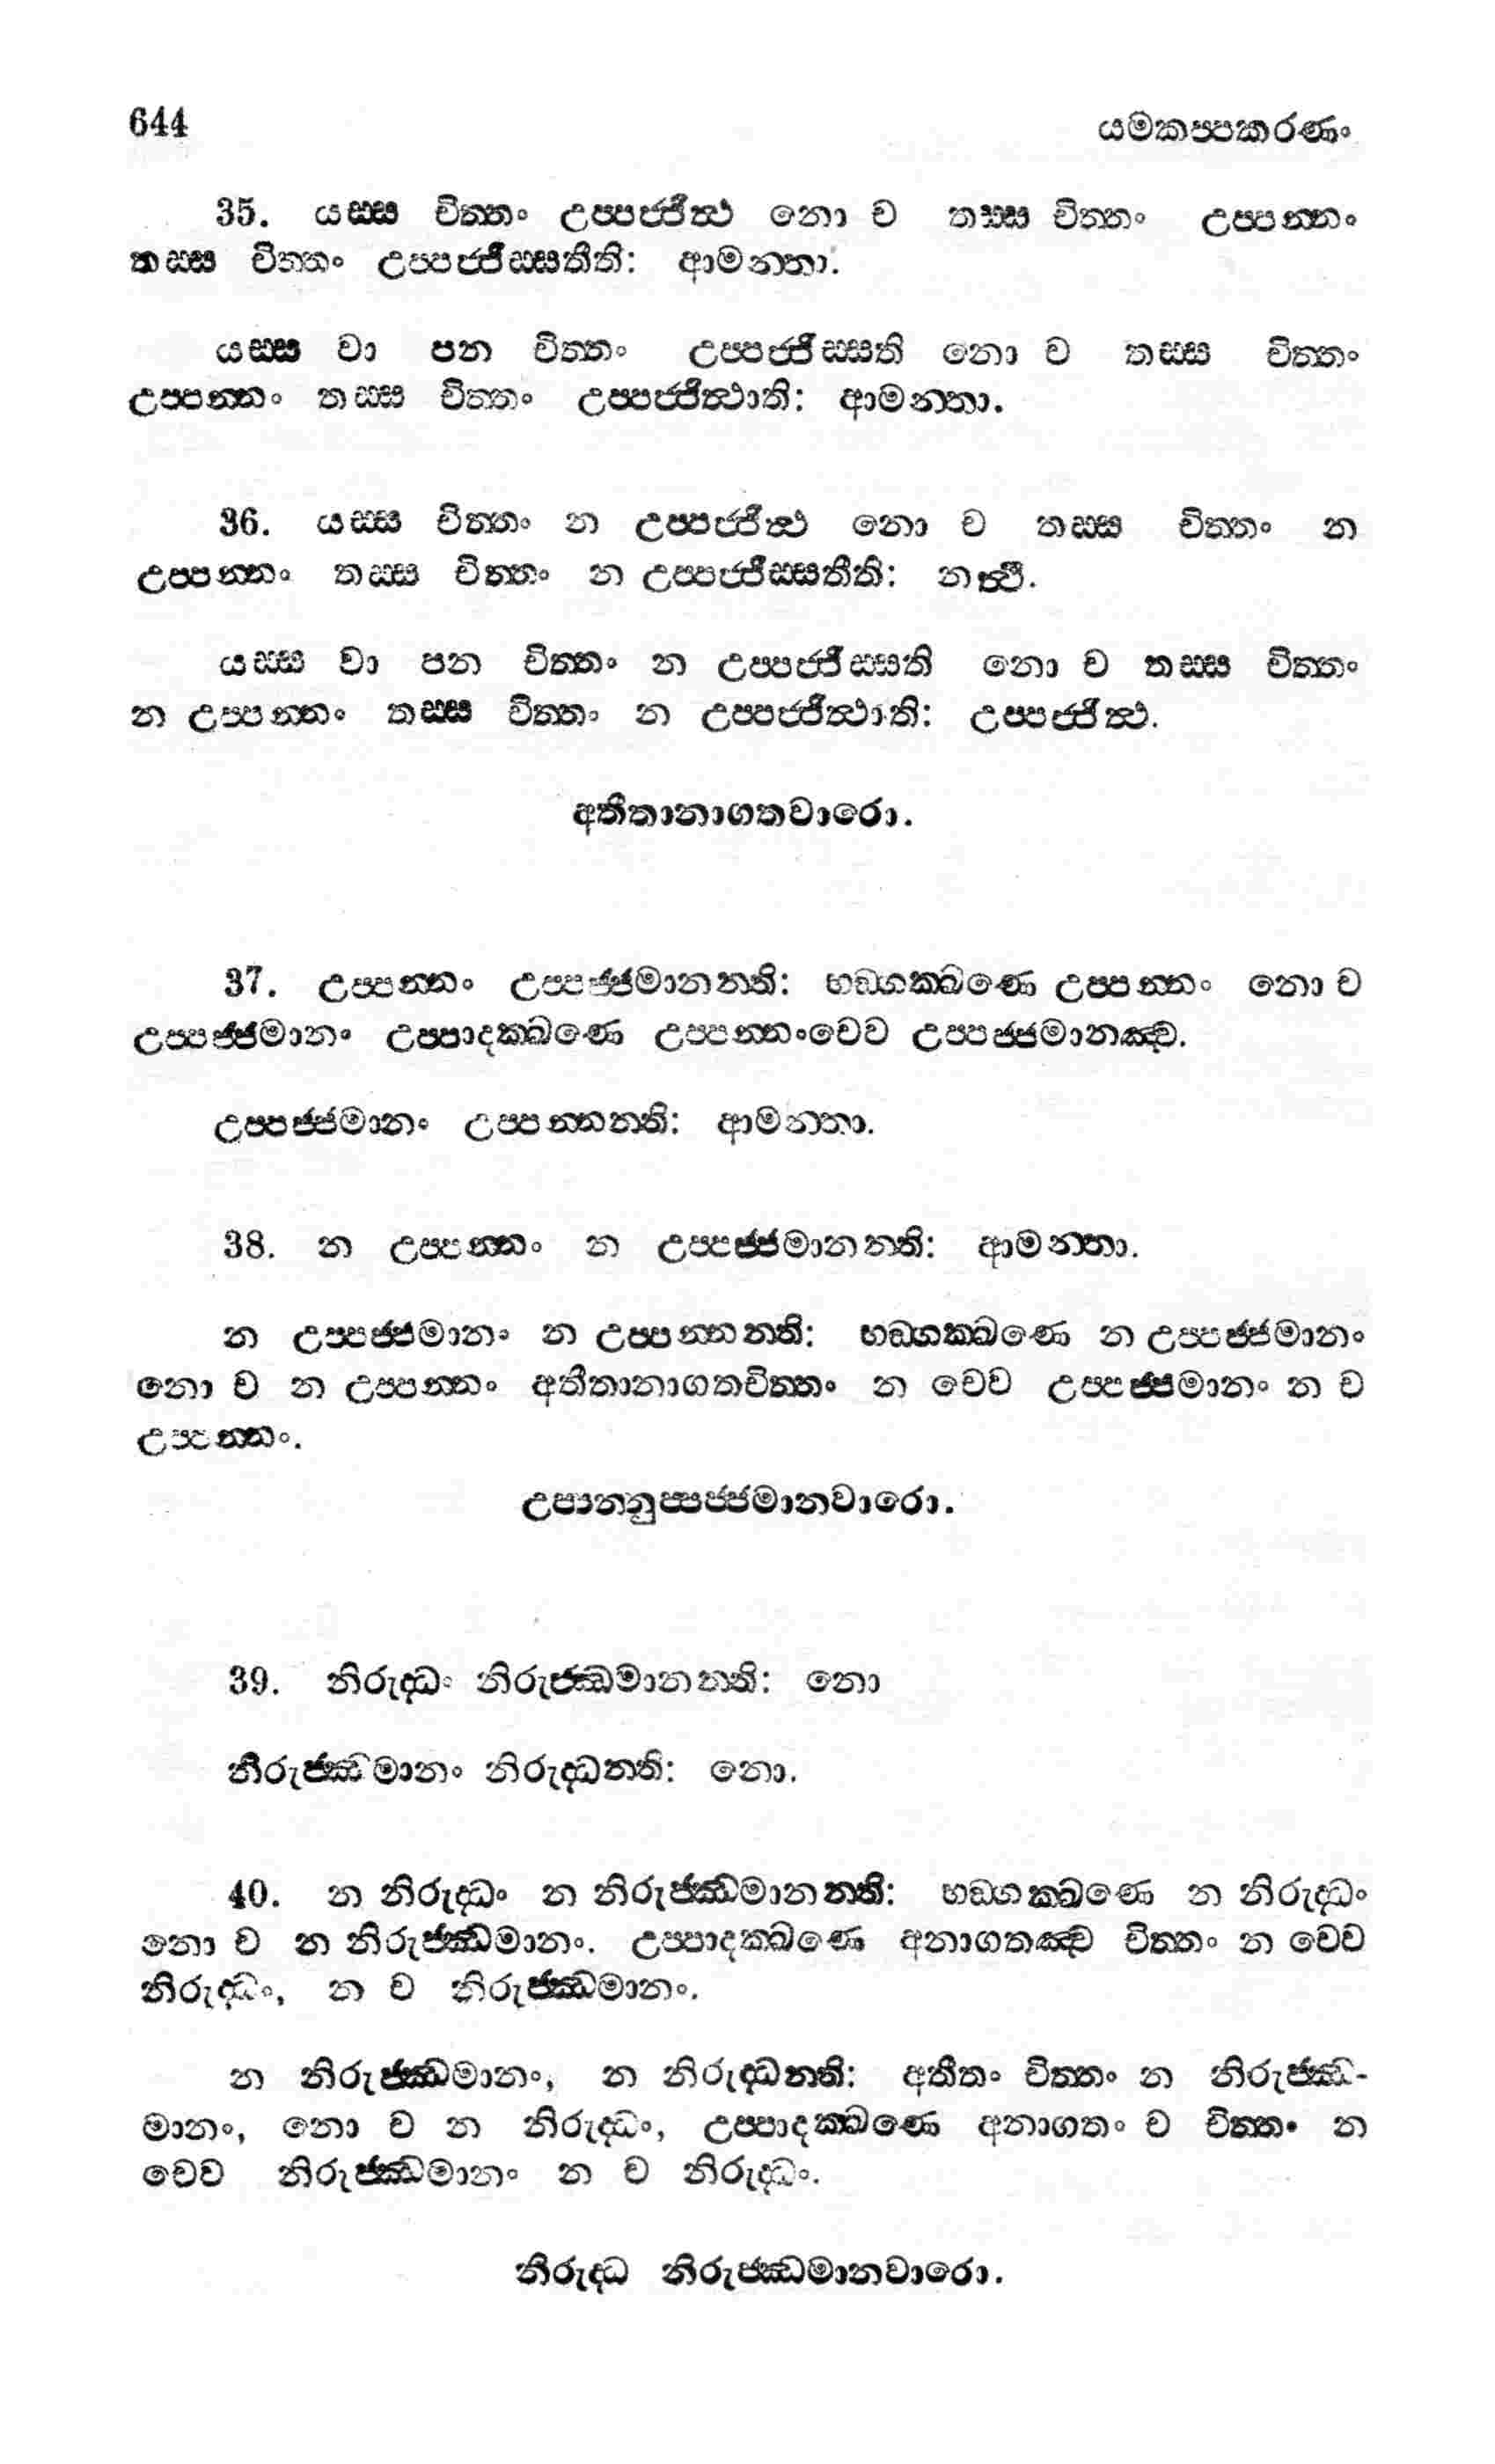 644 යමකප්පකරණං
35. යස්ස චිත්තං උප්පජ්ජිත්ථ නො ච තස්ස චිත්තං උප්පන්නං
තස්ස චිත්තං උප්පජ්ජිස්සතීති: ආමන්තා.
යස්ස වා පන චිත්තං උප්පජ්ජිස්සති නො ච තස්ස චිත්තං
උප්පන්නං තස්ස චිත්තං උප්පජ්ජිත්ථාති: ආමන්තා.
36. යස්ස චිත්තං න උප්පජ්ජිත්ථ නො ච තස්ස චිත්තං න
උප්පන්නං තස්ස චිත්තං න උප්පජ්ජිස්සතීති: නත්ථි.
යස්ස වා පන චිත්තං න උප්පජ්ජිස්සති නො ච තස්ස චිත්තං
න උප්පන්නං තස්ස චිත්තං න උප්පජ්ජිත්ථාති: උප්පජ්ජිත්ථ.
අතීතානාගතවාරො.
37. උප්පන්නං උප්පජ්ජමානන්ති: භඞ්ගක්ඛණෙ උප්පන්නං නො ච
උප්පජ්ජමානං උප්පාදක්ඛණෙ උප්පන්නංචෙව උප්පජ්ජමානඤ්ච.
උප්පජ්ජමානං උප්පන්නන්ති: ආමන්තා.
38. න උප්පන්නං න උප්පජ්ජමානන්ති: ආමන්තා.
න උප්පජ්ජමානං න උප්පන්නන්ති: භඞ්ගක්ඛණෙ න උප්පජ්ජමානං
නො ච න උප්පන්නං අතීතානාගතචිත්තං න චෙව උප්පජ්ජමානං න ච
උප්පන්නං.
උපාන්නුප්පජ්ජමානවාරො.
39. නිරුද්ධං නිරුජ්ඣමානන්ති: නො
නිරුජ්ඣමානං නිරුද්ධන්ති: නො.
40. න නිරුද්ධං න නිරුජ්ඣමානන්ති: භඞ්ගක්ඛණෙ න නිරුද්ධං
නො ච න නිරුජ්ඣමානං. උප්පාදක්ඛණෙ අනාගතඤ්ච චිත්තං න චෙව
නිරුද්ධං, න ච නිරුජ්ඣමානං.
න නිරුජ්ඣමානං, න නිරුද්ධන්ති: අතීතං චිත්තං න නිරුජ්ඣ-
මානං, නො ච න නිරුද්ධං, උප්පාදක්ඛණෙ අනාගතං ච චිත්තං න
චෙව නිරුජ්ඣමානං න ච නිරුද්ධං.
නිරුද්ධ නිරුජ්ඣමානවාරො.